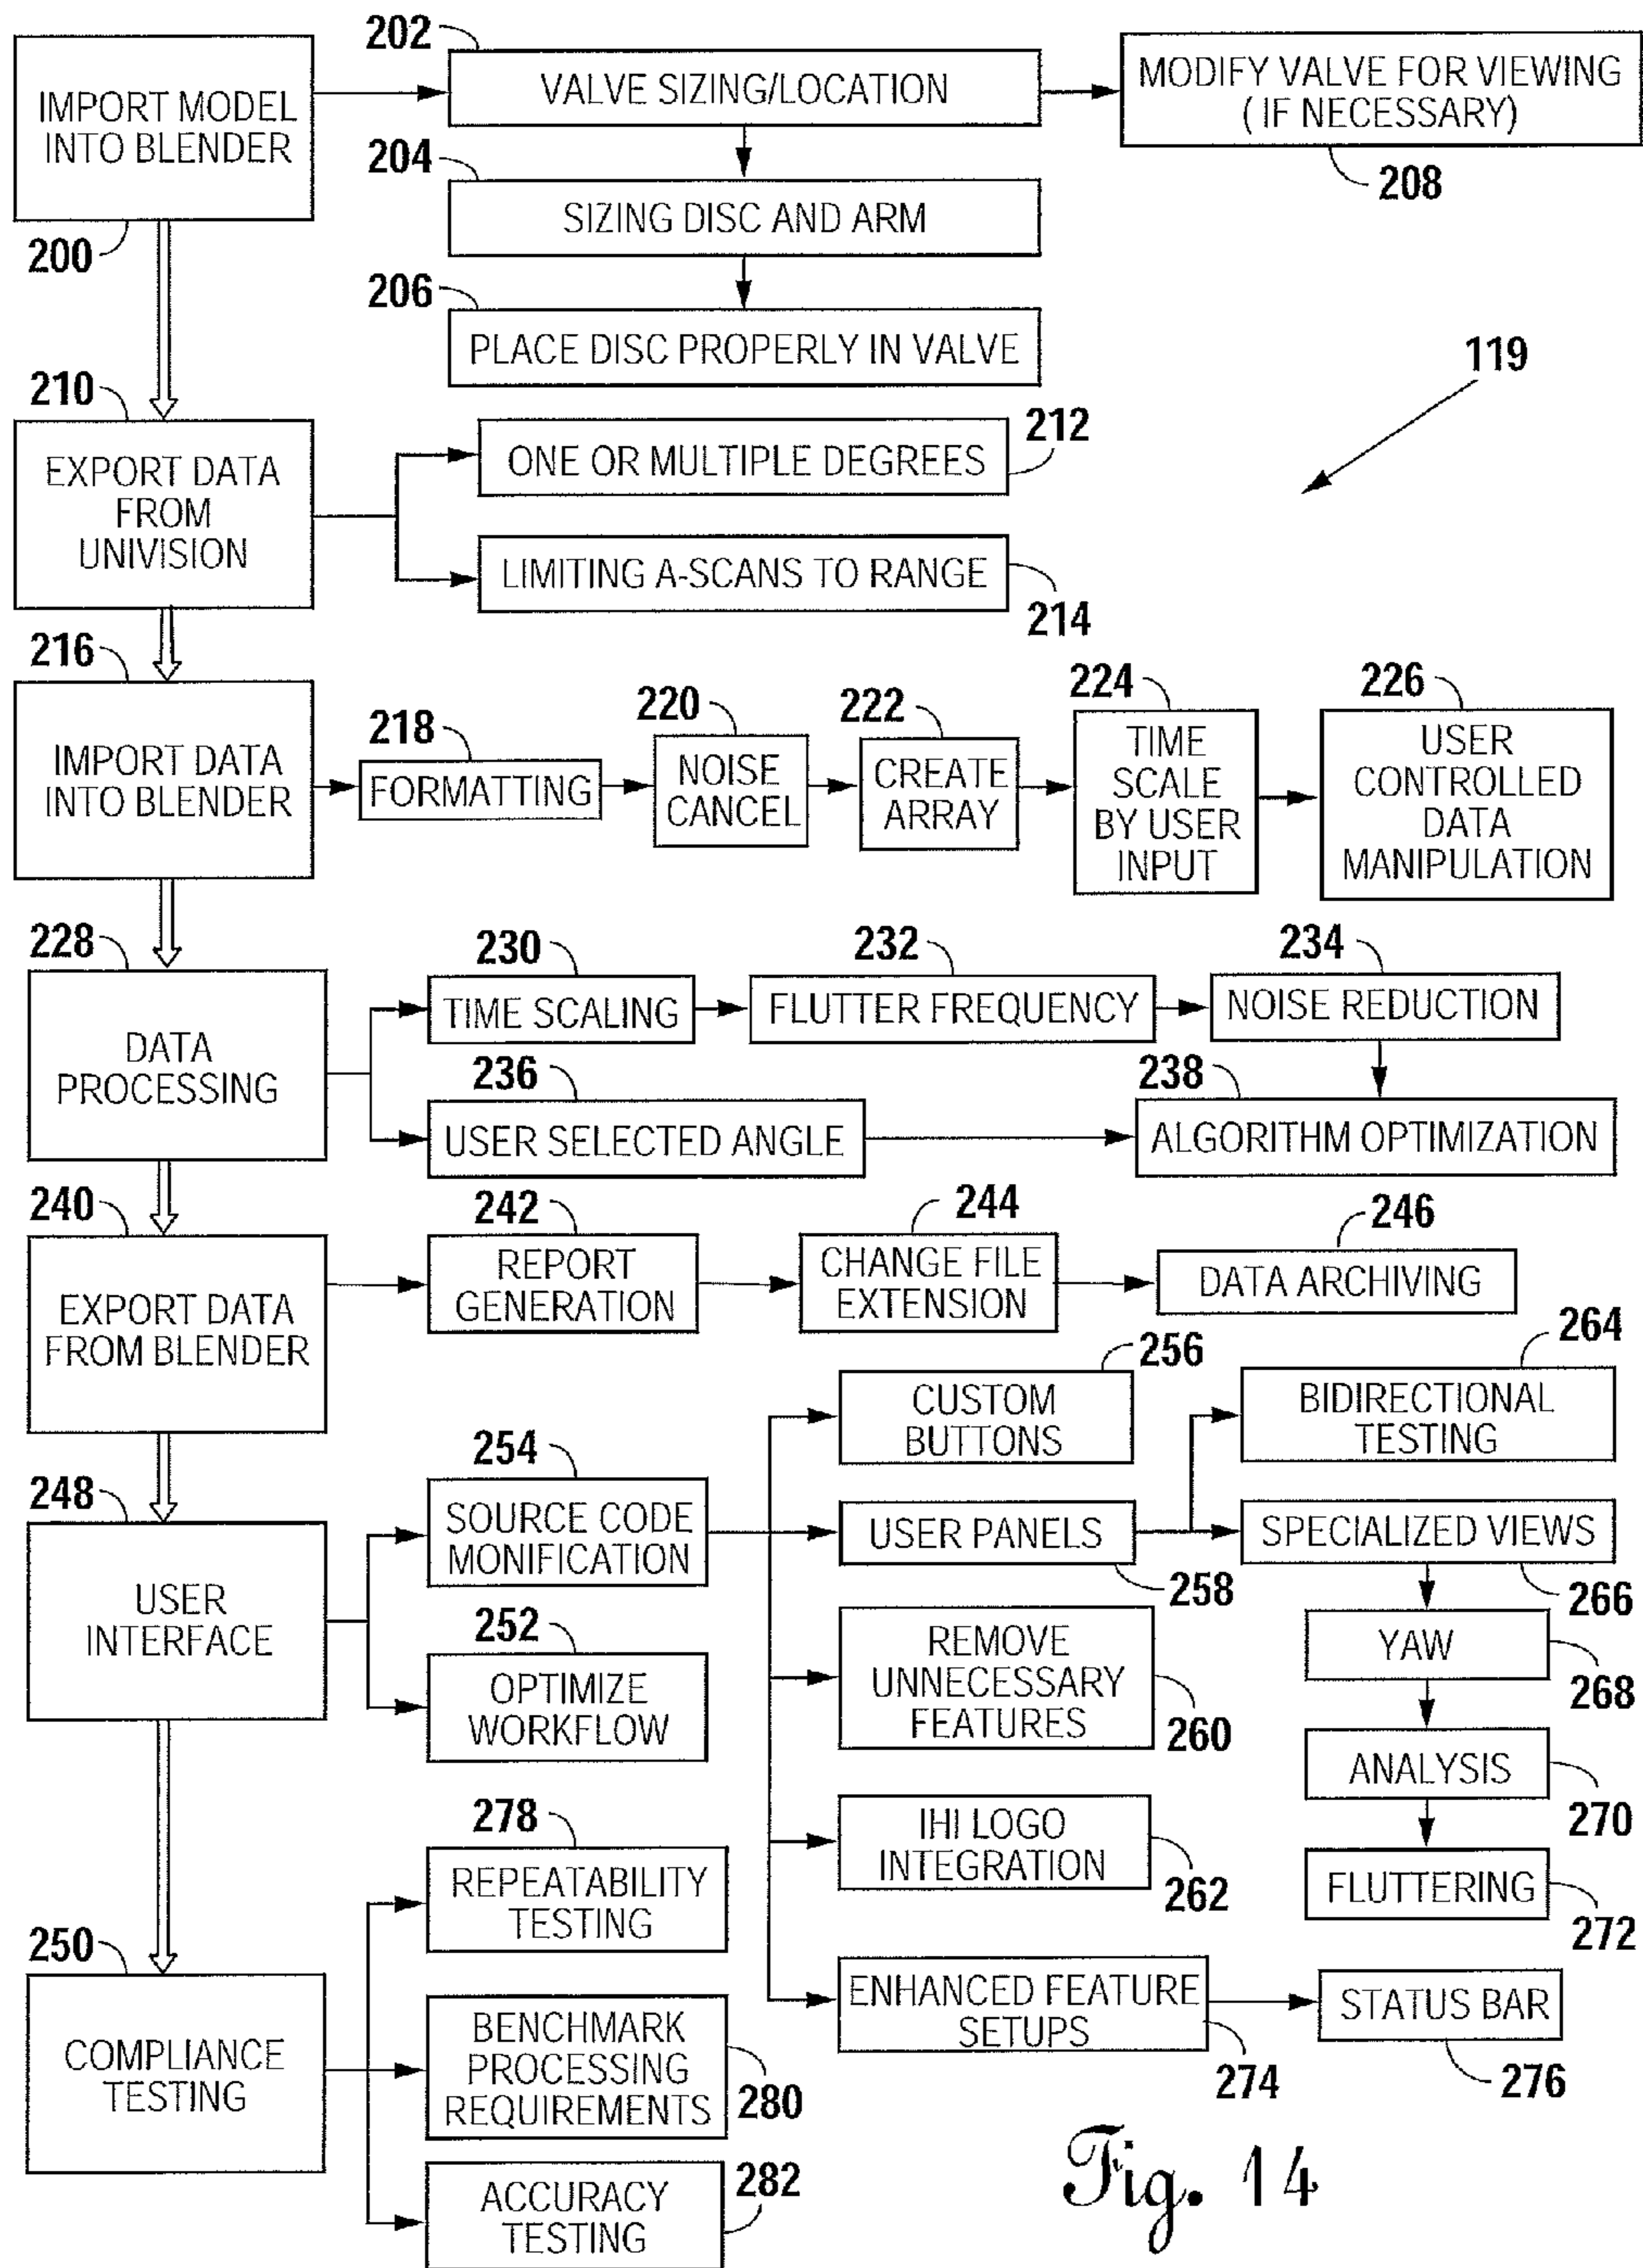 202
IMPORT MODEL
INTO BLENDER
200
VALVE SIZING/LOCATION
MODIFY VALVE FOR VIEWING
( IF NECESSARY)
208
204
SIZING DISC AND ARM
206
PLACE DISC PROPERLY IN VALVE
119
210
EXPORT DATA
FROM
UNIVISION
ONE OR MULTIPLE DEGREES
212
LIMITING A-SCANS TO RANGE
214
216
IMPORT DATA
INTO BLENDER
218
FORMATTING
220
NOISE
CANCEL
222
CREATE
ARRAY
224
TIME
SCALE
BY USER
INPUT
226
USER
CONTROLLED
DATA
MANIPULATION
228
DATA
PROCESSING
230
TIME SCALING
232
FLUTTER FREQUENCY
234
NOISE REDUCTION
236
USER SELECTED ANGLE
238
ALGORITHM OPTIMIZATION
240
EXPORT DATA
FROM BLENDER
242
REPORT
GENERATION
244
CHANGE FILE
EXTENSION
246
DATA ARCHIVING
248
USER
INTERFACE
254
SOURCE CODE
MONIFICATION
252
OPTIMIZE
WORKFLOW
256
CUSTOM
BUTTONS
USER PANELS
258
264
BIDIRECTIONAL
TESTING
SPECIALIZED VIEWS
266
REMOVE
UNNECESSARY
FEATURES
260
YAW
268
ANALYSIS
270
IHI LOGO
INTEGRATION
262
FLUTTERING
272
ENHANCED FEATURE
SETUPS
274
STATUS BAR
276
250
COMPLIANCE
TESTING
278
REPEATABILITY
TESTING
BENCHMARK
PROCESSING
REQUIREMENTS
280
ACCURACY
TESTING
282
Fig. 14